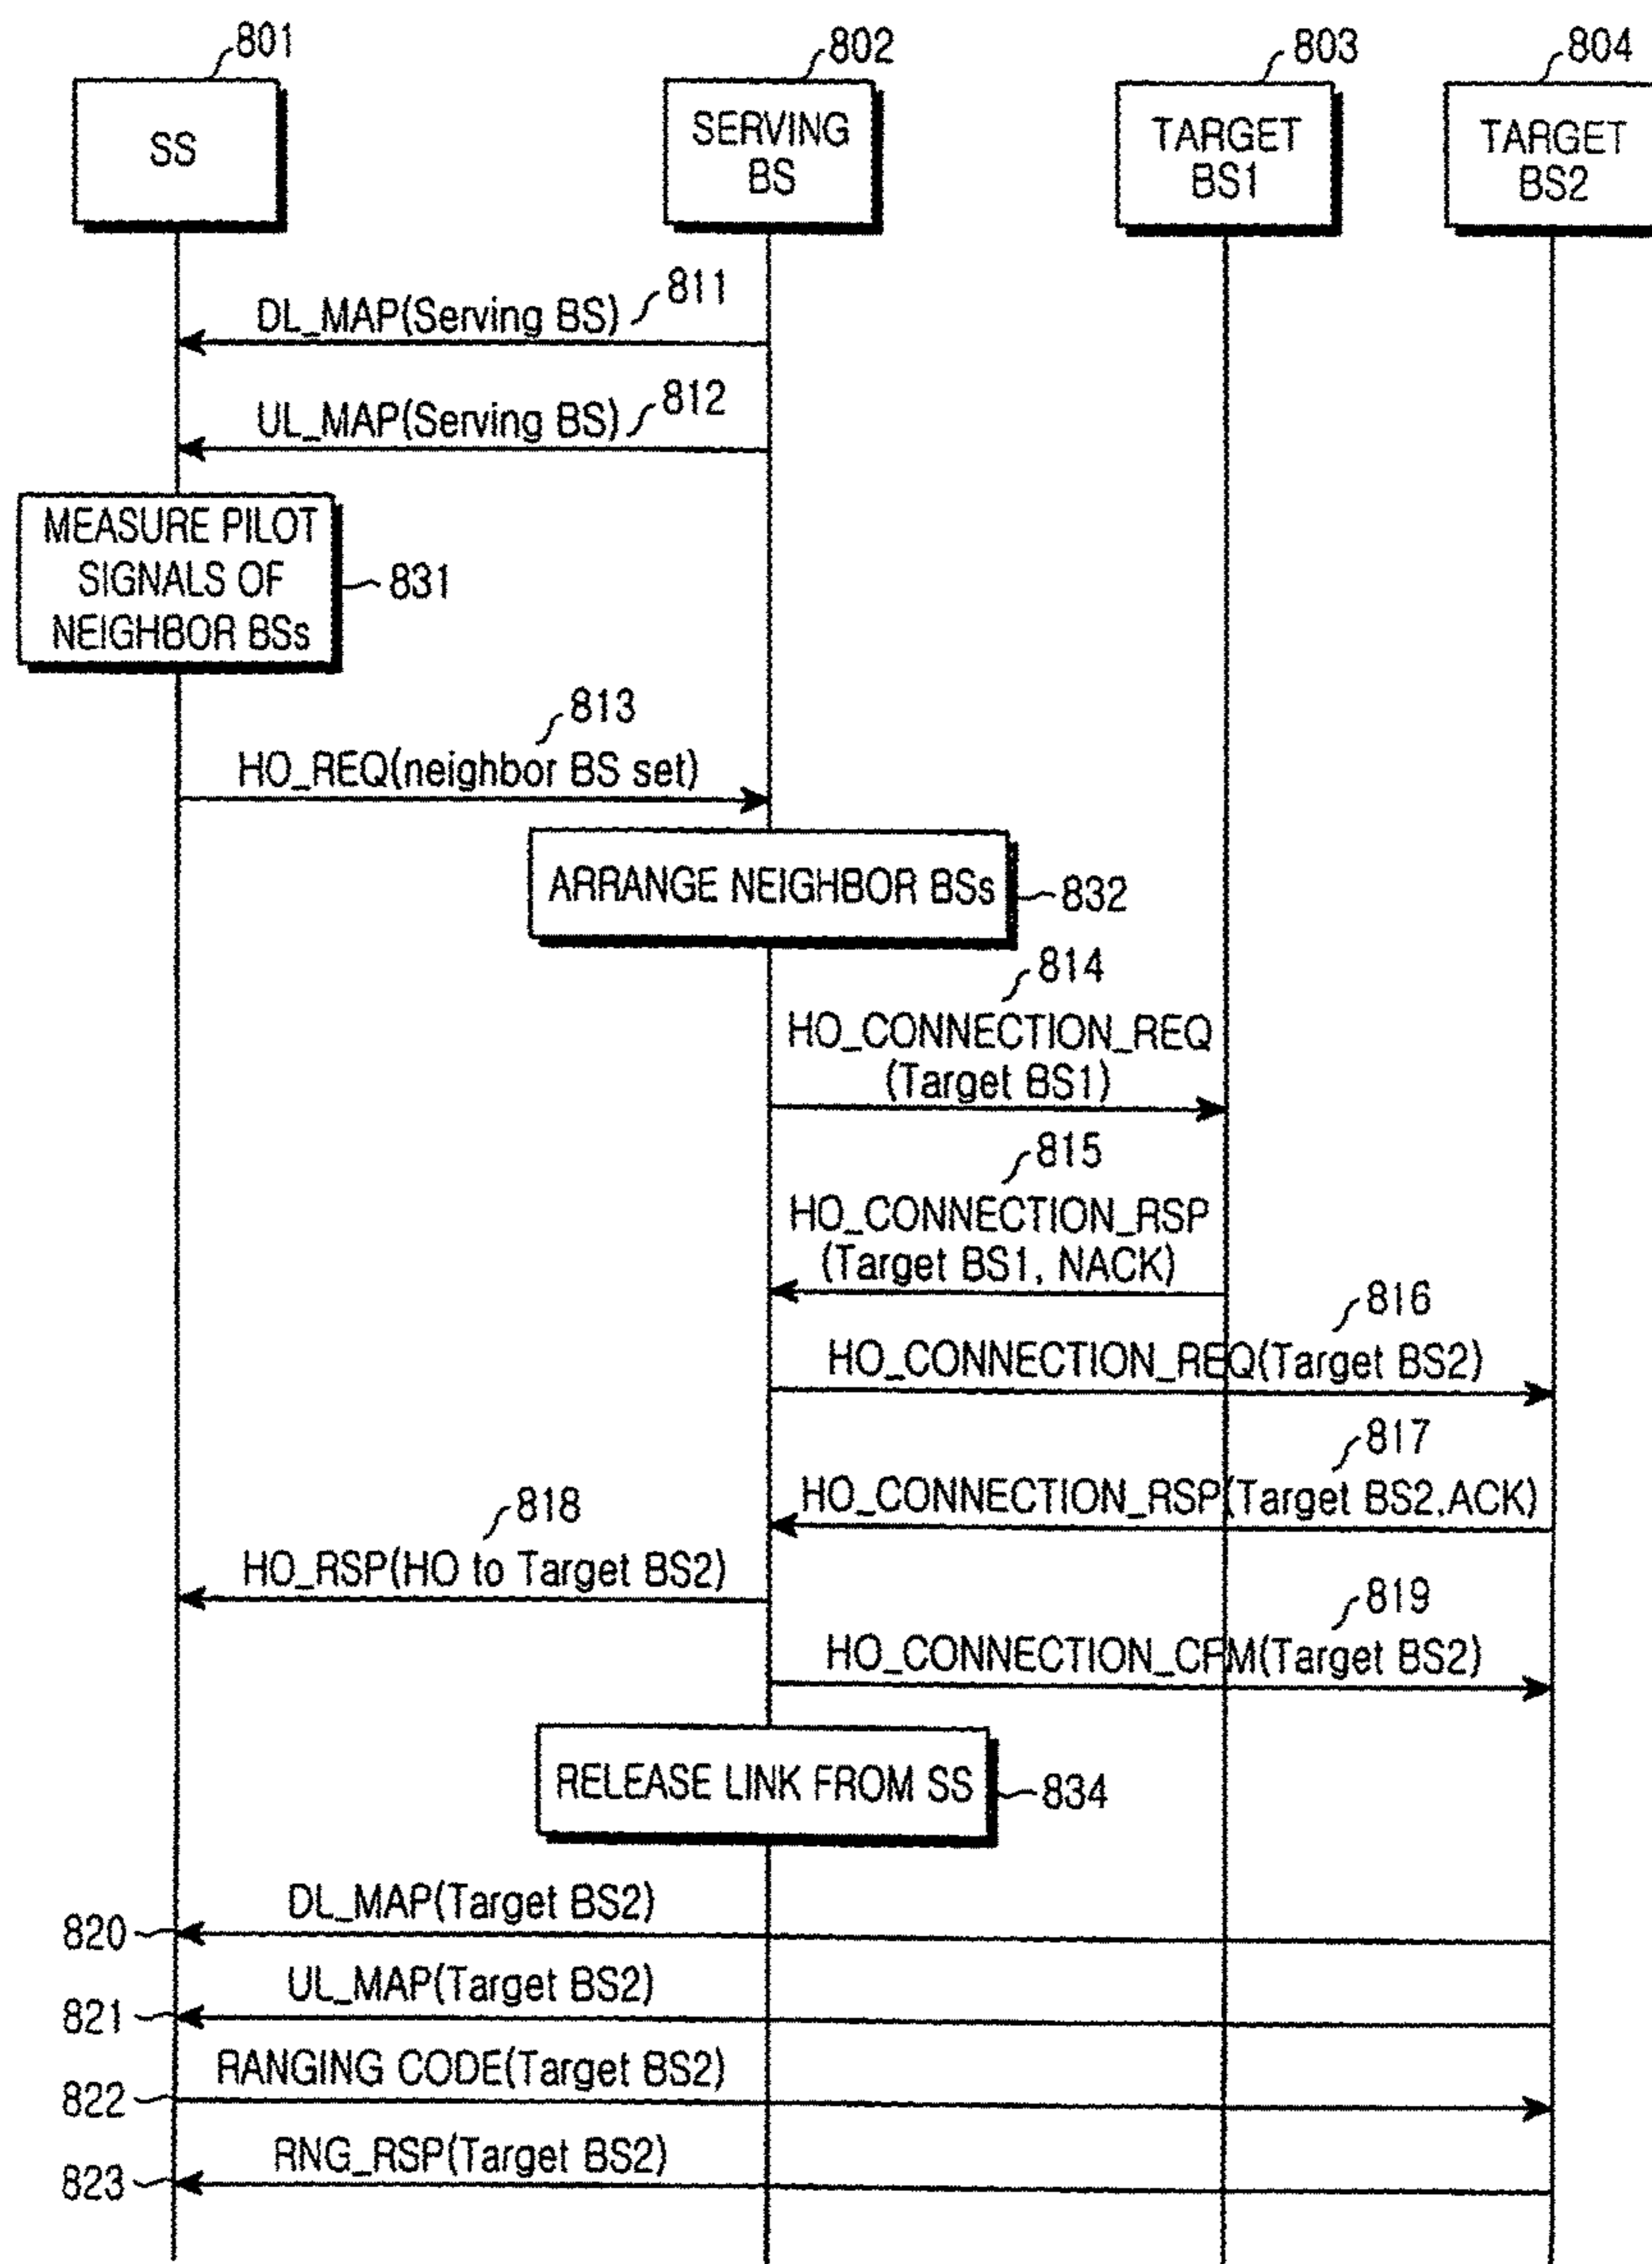 801
802
803
804
SS
SERVING
BS
TARGET
BS1
TARGET
BS2
811
DL_MAP(Serving BS)
812
UL_MAP(Serving BS)
MEASURE PILOT
SIGNALS OF
NEIGHBOR BSs
831
813
HO_REQ(neighbor BS set)
ARRANGE NEIGHBOR BSs
832
814
HO_CONNECTION_REQ
(Target BS1)
815
HO_CONNECTION_RSP
(Target BS1, NACK)
816
HO_CONNECTION_REQ(Target BS2)
817
HO_CONNECTION_RSP(Target BS2,ACK)
818
HO_RSP(HO to Target BS2)
819
HO_CONNECTION_CFM(Target BS2)
RELEASE LINK FROM SS
834
DL_MAP(Target BS2)
820
UL_MAP(Target BS2)
821
RANGING CODE(Target BS2)
822
RNG_RSP(Target BS2)
823